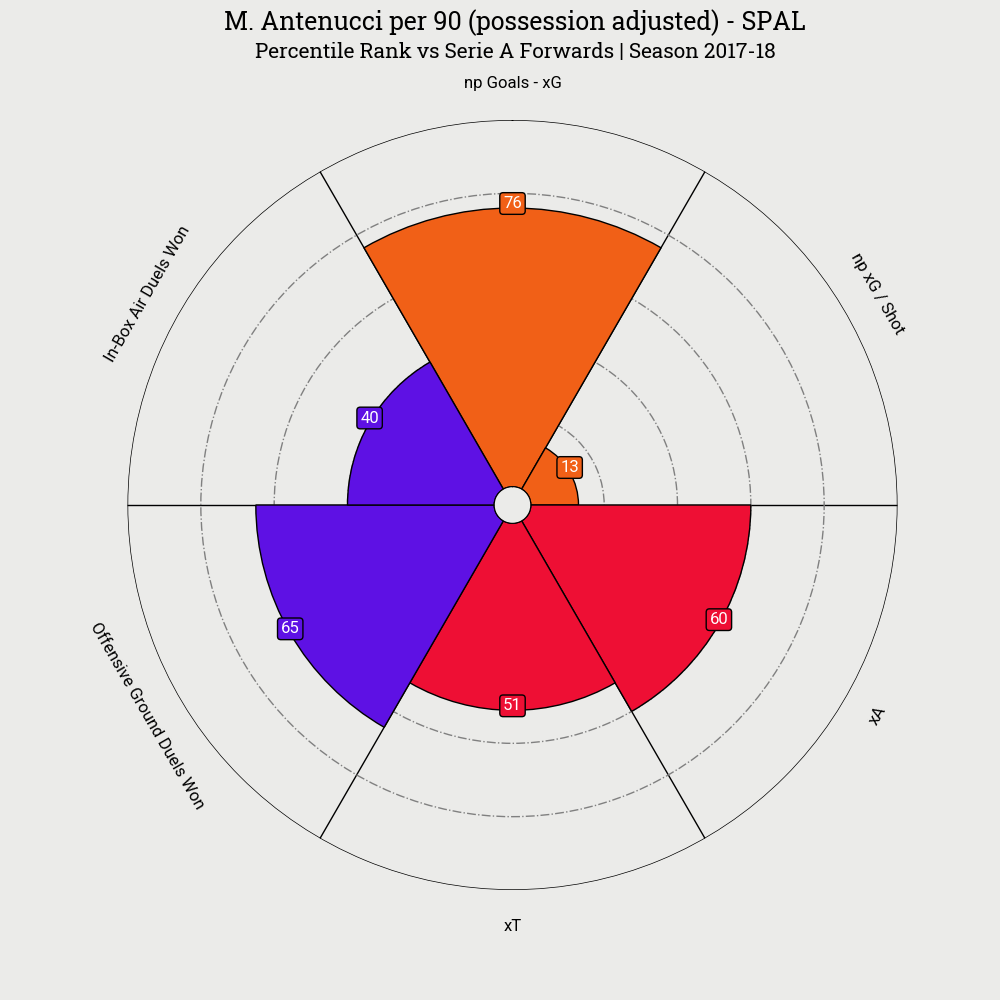 M. Antenucci per 90 (possession adjusted) - SPAL
Percentile Rank vs Serie A Forwards | Season 2017-18
np Goals - xG
76
np xG / Shot
In-Box Air Duels Won
40
13
60
65
51
Offensive Ground Duels Won
xA
xT